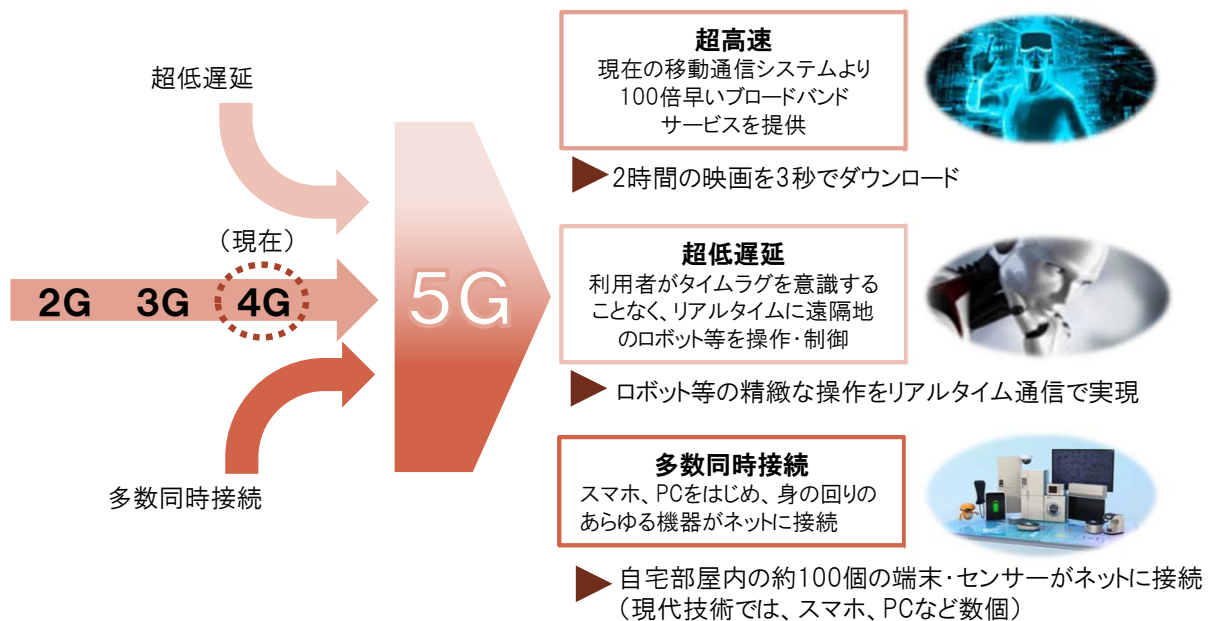 超低遅延
(現在)
2G 3G 4G
多数同時接続
5G
超高速
現在の移動通信システムより
100倍早いブロードバンド
サービスを提供
2時間の映画を3秒でダウンロード
超低遅延
利用者がタイムラグを意識する
ことなく、リアルタイムに遠隔地
のロボット等を操作・制御
ロボット等の精緻な操作をリアルタイム通信で実現
多数同時接続
スマホ、PCをはじめ、身の回りの
あらゆる機器がネットに接続
自宅部屋内の約100個の端末・センサーがネットに接続
(現代技術では、スマホ、PCなど数個)